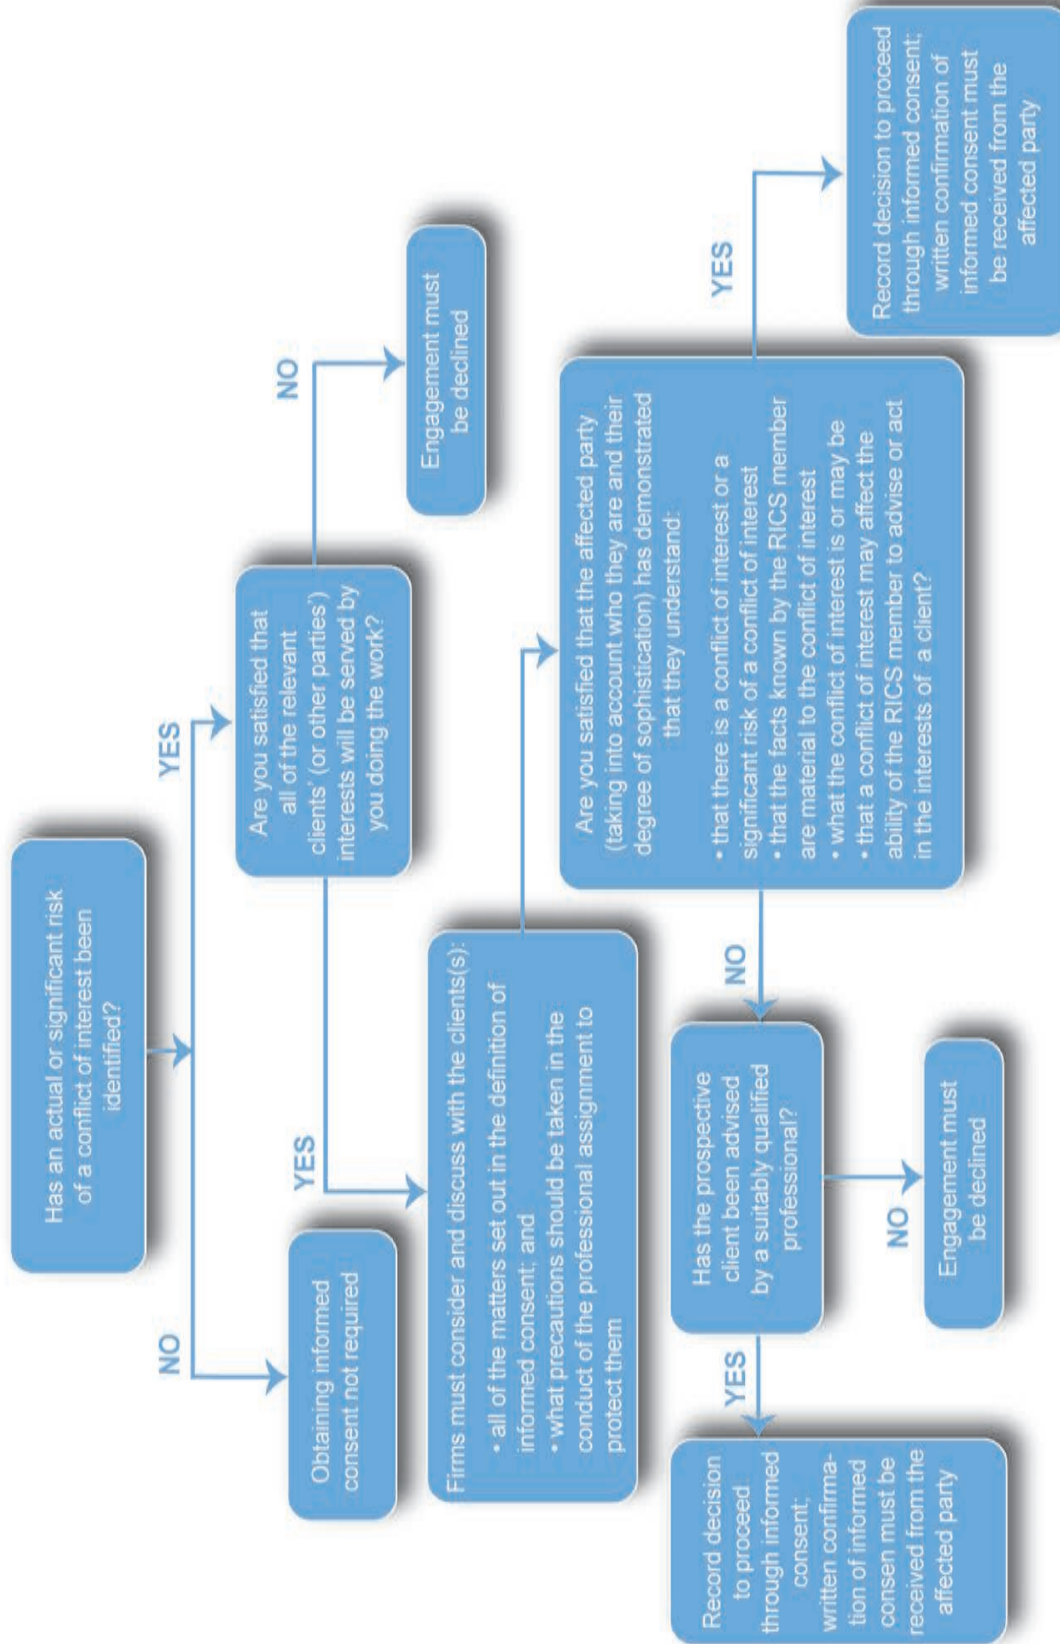 Has an actual or significant risk
of a conflict of interest been
identified?
NO
YES
Obtaining informed
consent not required
Are you satisfied that
all of the relevant
clients' (or other parties')
interests will be served by
you doing the work?
YES
NO
Engagement must
be declined
Firms must consider and discuss with the clients(s):
• all of the matters set out in the definition of
informed consent; and
• what precautions should be taken in the
conduct of the professional assignment to
protect them
Are you satisfied that the affected party
(taking into account who they are and their
degree of sophistication) has demonstrated
that they understand:
• that there is a conflict of interest or a
significant risk of a conflict of interest
• that the facts known by the RICS member
are material to the conflict of interest
• what the conflict of interest is or may be
• that a conflict of interest may affect the
ability of the RICS member to advise or act
in the interests of a client?
NO
YES
Has the prospective
client been advised
by a suitably qualified
professional?
Record decision to proceed
through informed consent;
written confirmation of
informed consent must
be received from the
affected party
YES
NO
Record decision
to proceed
through informed
consent;
written confirma-
tion of informed
consen must be
received from the
affected party
Engagement must
be declined